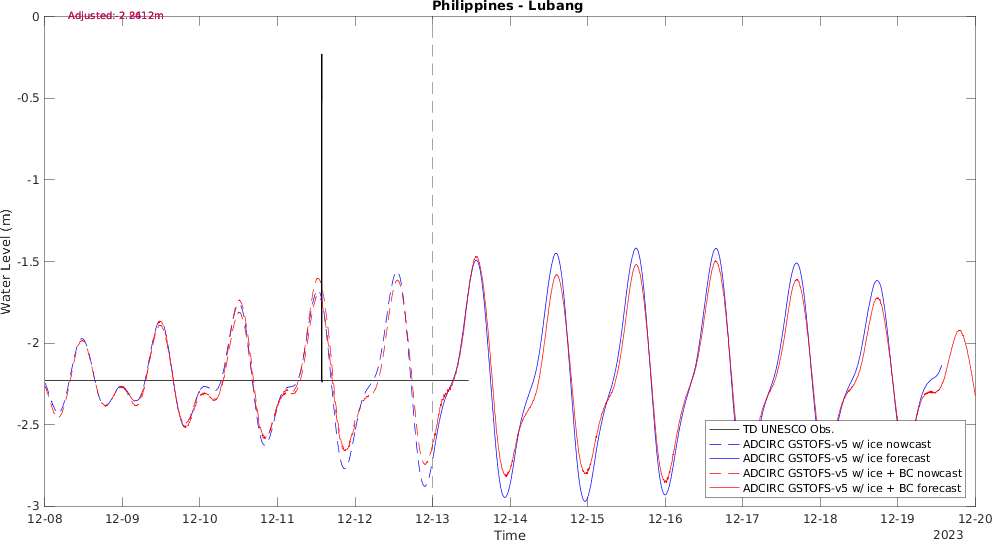 Philippines - Lubang
Adjusted:
0
-0.5
-1
-1.5
-2
-2.5
-3
Water Level (m)
TD UNESCO Obs.
ADCIRC GSTOFS-v5 w/ ice nowcast
ADCIRC GSTOFS-v5 w/ ice forecast
ADCIRC GSTOFS-v5 w/ ice + BC nowcast
ADCIRC GSTOFS-v5 w/ ice + BC forecast
12-08 12-09 12-10 12-11 12-12 12-13 12-14 12-15 12-16 12-17 12-18 12-19 12-20
Time
2023